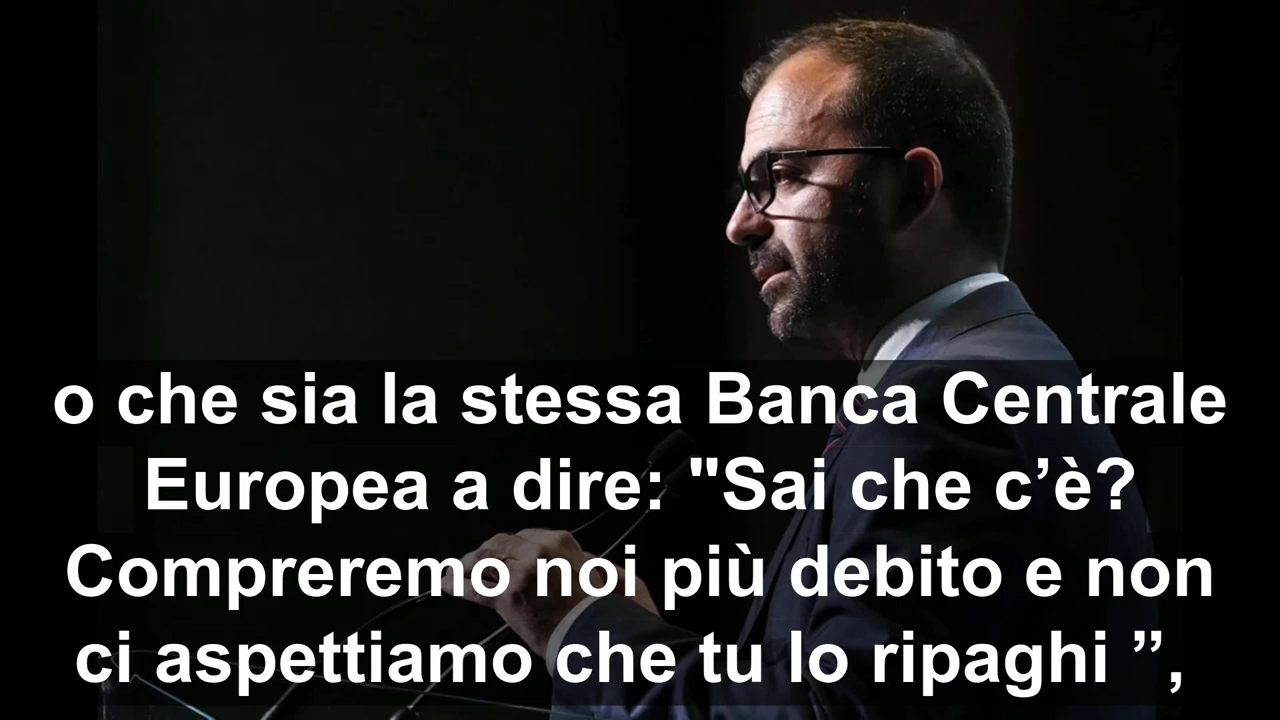 o che sia la stessa Banca Centrale
Europea a dire: "Sai che c’è?
Compreremo noi più debito e non
ci aspettiamo che tu lo ripaghi ”,